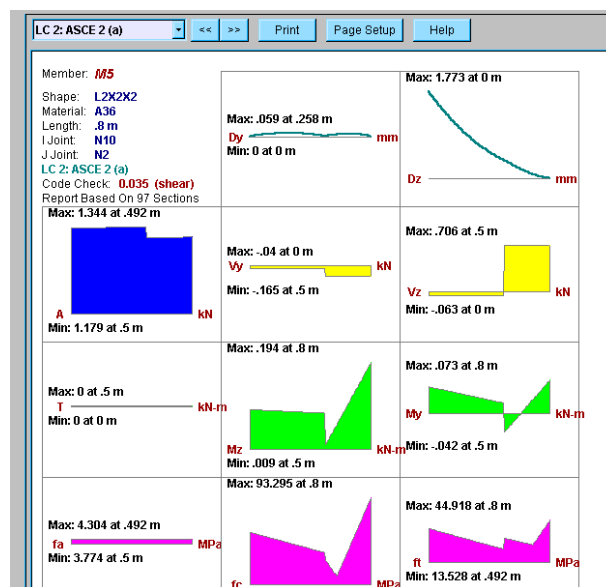 LC 2: ASCE 2 (a) << >> Print Page Setup Help
Member: M5
Shape: L2X2X2
Material: A36
Length: .8 m
I Joint: N10
J Joint: N2
LC 2: ASCE 2 (a)
Code Check: 0.035 (shear)
Report Based On 97 Sections
Max: .059 at .258 m
Dy mm
Min: 0 at 0 m
Max: 1.773 at 0 m
Dz mm
Max: 1.344 at .492 m
A kN
Min: 1.179 at .5 m
Max: -.04 at 0 m
Vy kN
Min: -.165 at .5 m
Max: .706 at .5 m
Vz kN
Min: -.063 at 0 m
Max: 0 at .5 m
T kN-m
Min: 0 at 0 m
Max: .194 at .8 m
Mz kN-m
Min: .009 at .5 m
Max: .073 at .8 m
My kN-m
Min: -.042 at .5 m
Max: 4.304 at .492 m
fa MPa
Min: 3.774 at .5 m
Max: 93.295 at .8 m
fc MPa
Max: 44.918 at .8 m
ft MPa
Min: 13.528 at .492 m